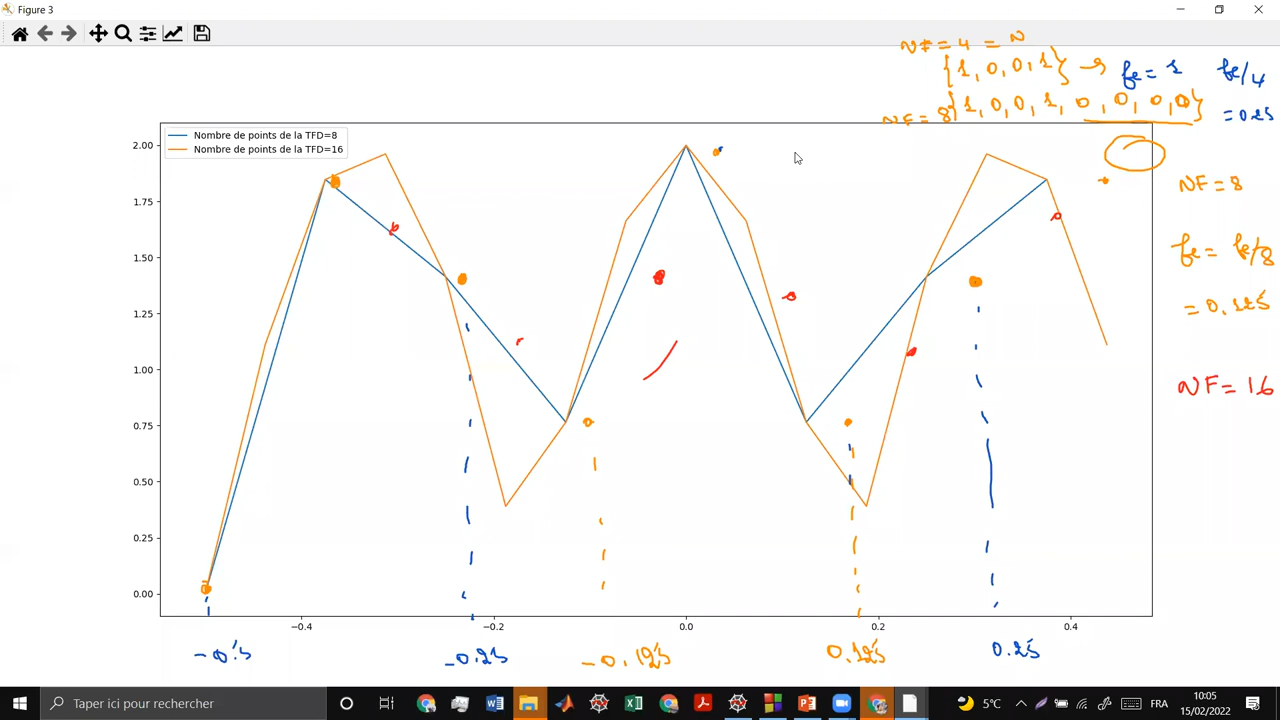 Figure 3
NF = 4 = N
{1, 0, 0, 1} → fe = 1 fe/4
NF = 8 {1, 0, 0, 1, 0, 0, 0, 0} = 0.25
Nombre de points de la TFD=8
Nombre de points de la TFD=16
2.00
1.75
1.50
1.25
1.00
0.75
0.50
0.25
0.00
NF = 8
fe = fe/8
= 0.125
NF = 16
−0.4 −0.2 0.0 0.2 0.4
-0.5 -0.25 -0.125 0.125 0.25
Taper ici pour rechercher
5°C FRA 10:05
15/02/2022